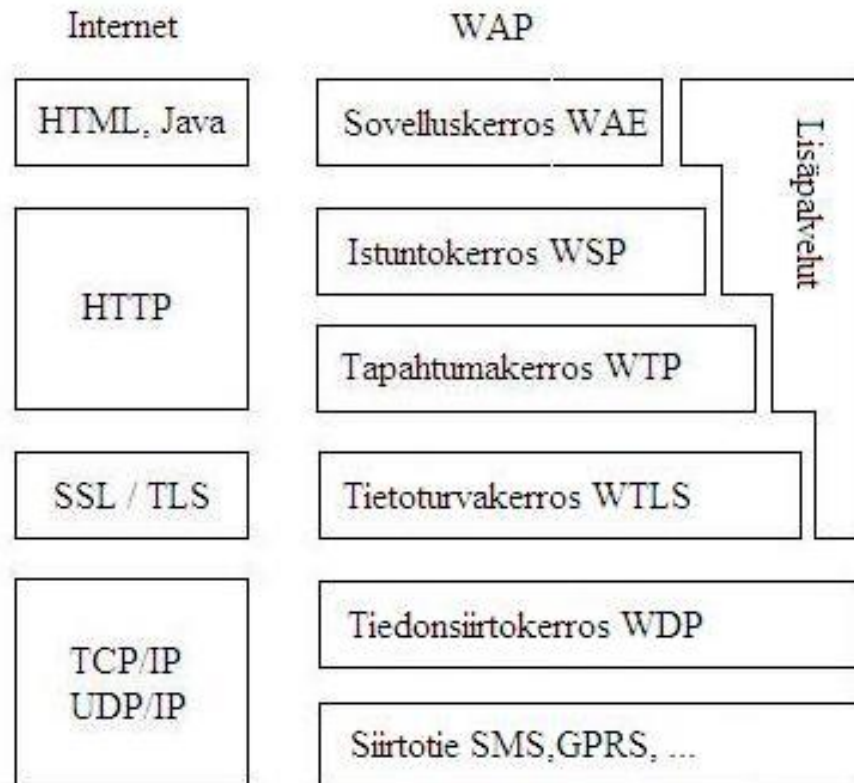 Internet
WAP
HTML, Java
Sovelluskerros WAE
Lisäpalvelut
HTTP
Istuntokerros WSP
Tapahtumakerros WTP
SSL / TLS
Tietoturvakerros WTLS
TCP/IP
UDP/IP
Tiedonsiirtokerros WDP
Siirtotie SMS,GPRS, ...